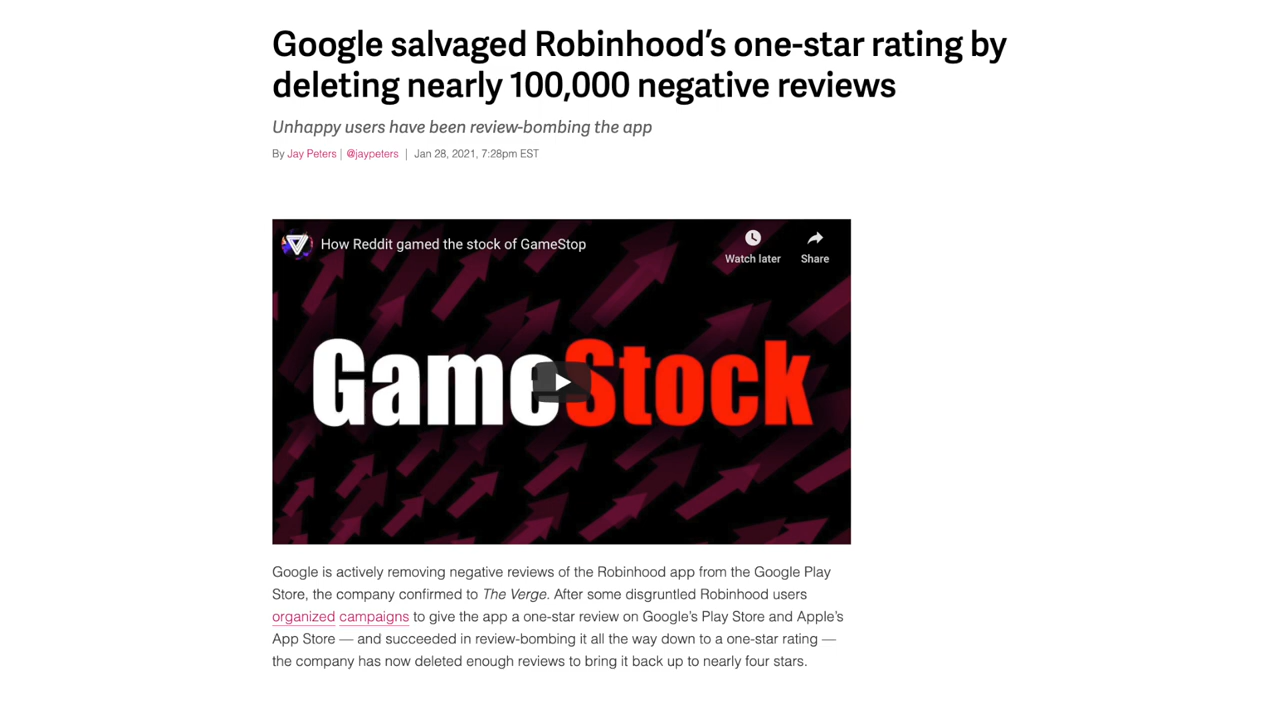 Google salvaged Robinhood’s one-star rating by
deleting nearly 100,000 negative reviews
Unhappy users have been review-bombing the app
By Jay Peters | @jaypeters | Jan 28, 2021, 7:28pm EST
How Reddit gamed the stock of GameStop
Watch later
Share
GameStock
Google is actively removing negative reviews of the Robinhood app from the Google Play
Store, the company confirmed to The Verge. After some disgruntled Robinhood users
organized campaigns to give the app a one-star review on Google’s Play Store and Apple’s
App Store — and succeeded in review-bombing it all the way down to a one-star rating —
the company has now deleted enough reviews to bring it back up to nearly four stars.